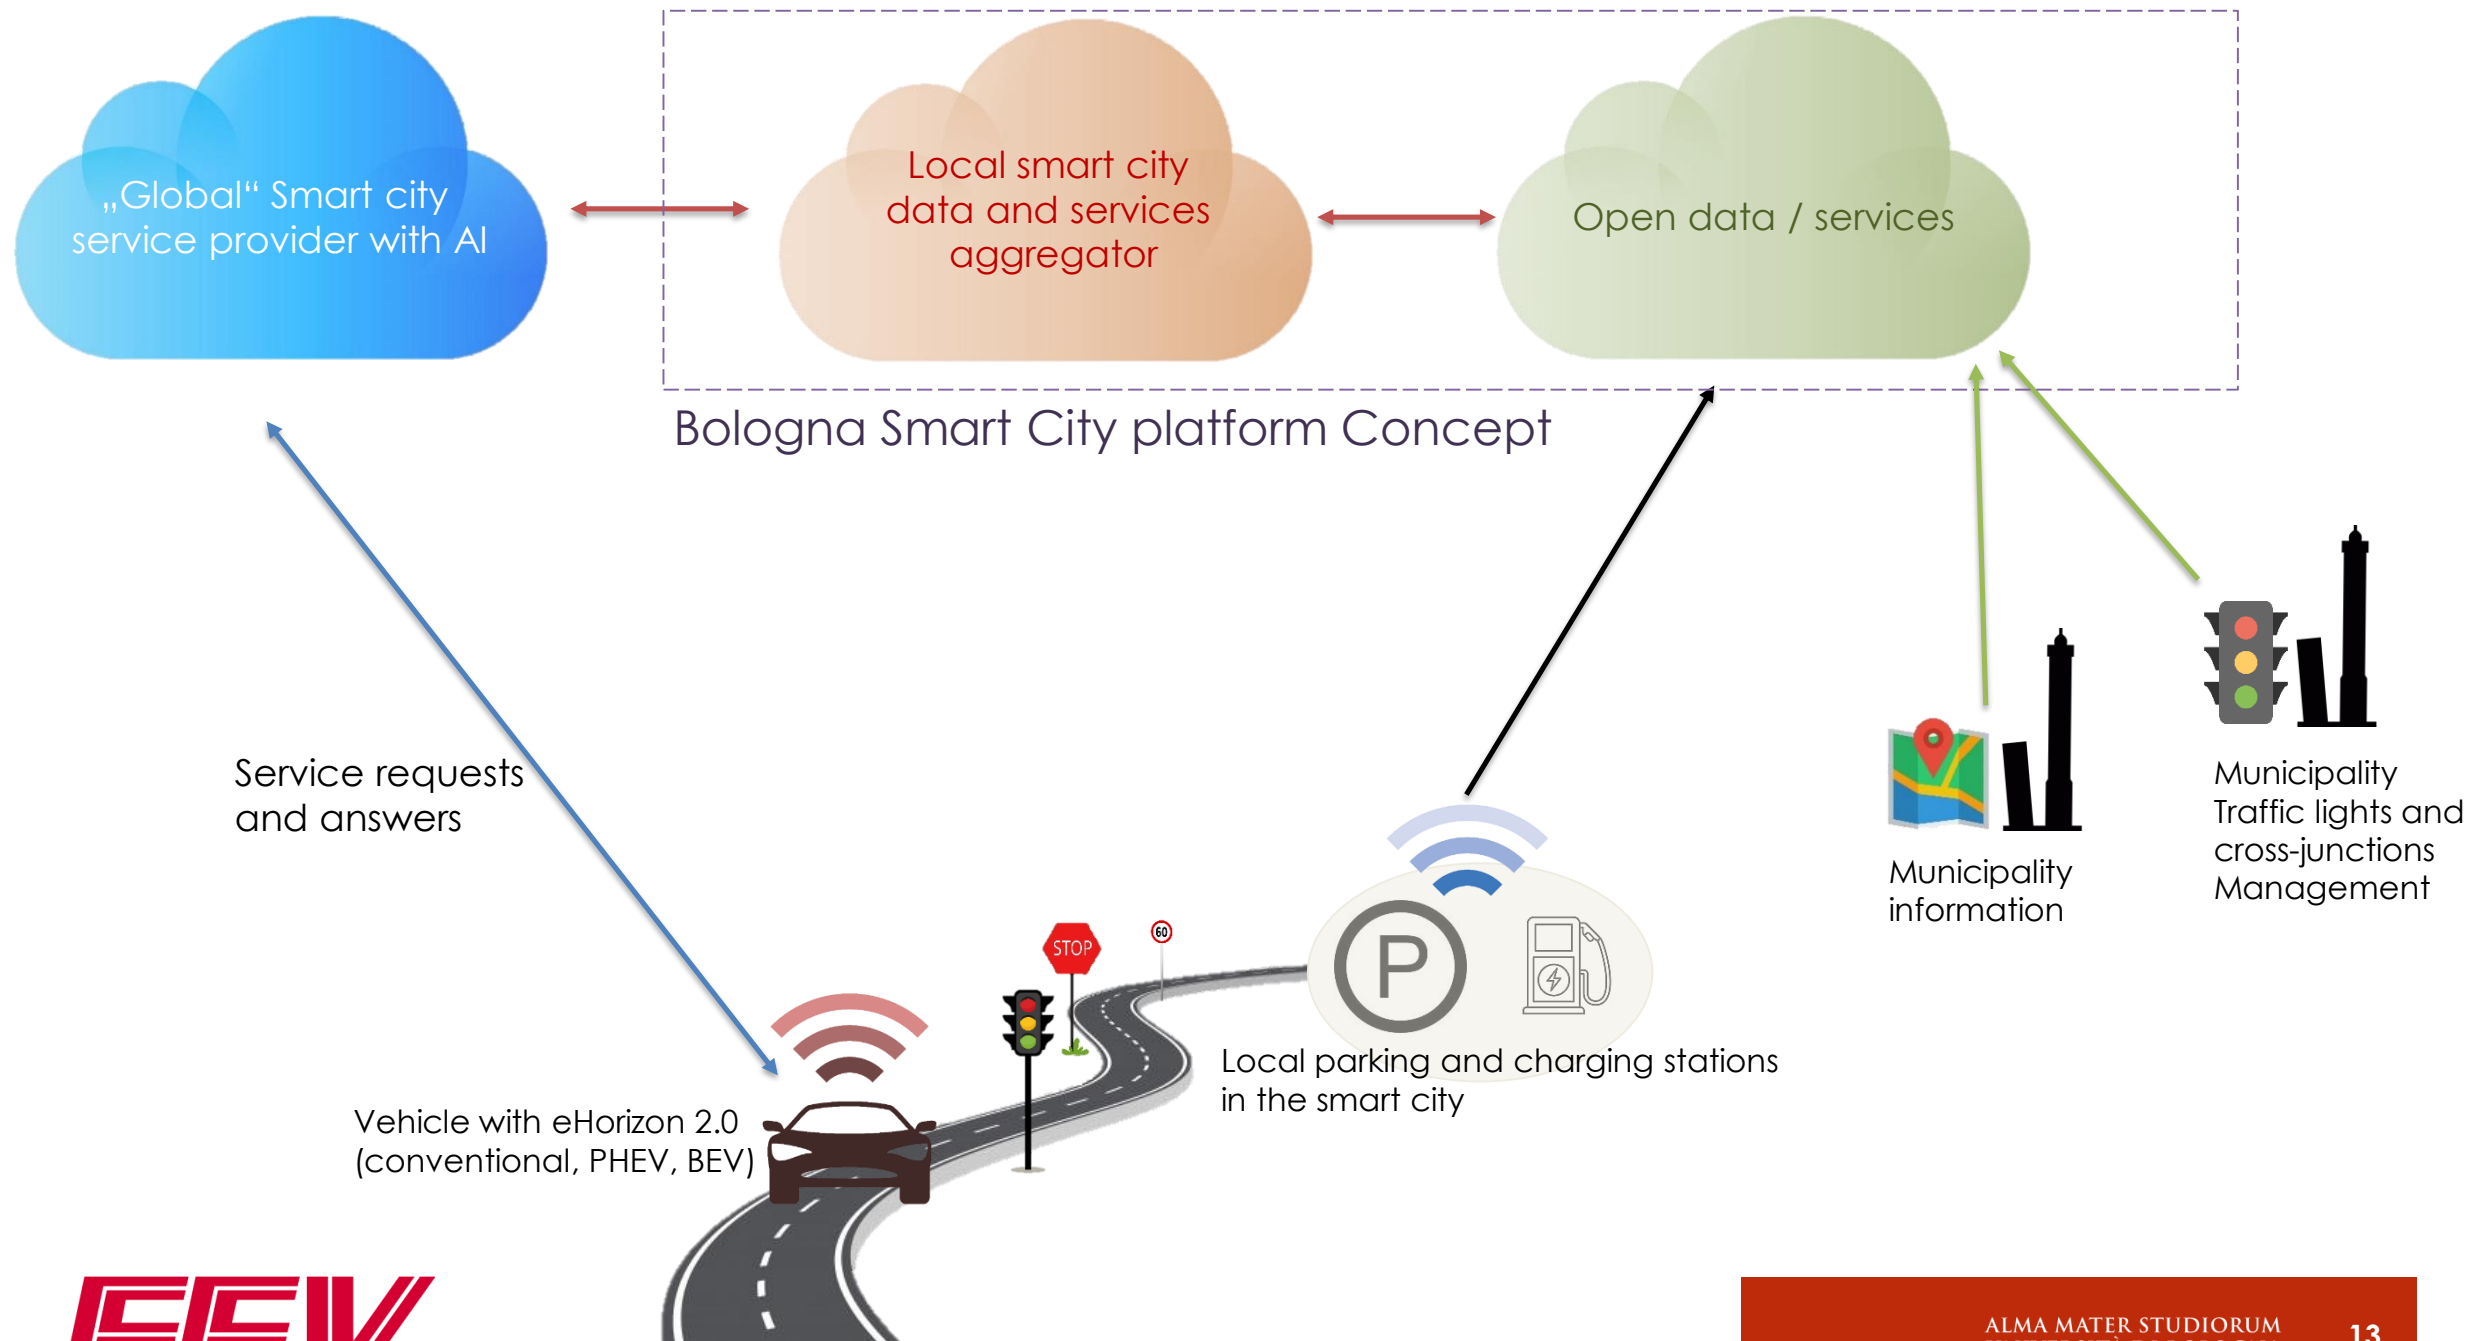 „Global“ Smart city
service provider with AI
Local smart city
data and services
aggregator
Open data / services
Bologna Smart City platform Concept
Service requests
and answers
Municipality
Traffic lights and
cross-junctions
Management
Municipality
information
STOP
60
P
Local parking and charging stations
in the smart city
Vehicle with eHorizon 2.0
(conventional, PHEV, BEV)
FEV
ALMA MATER STUDIORUM
13